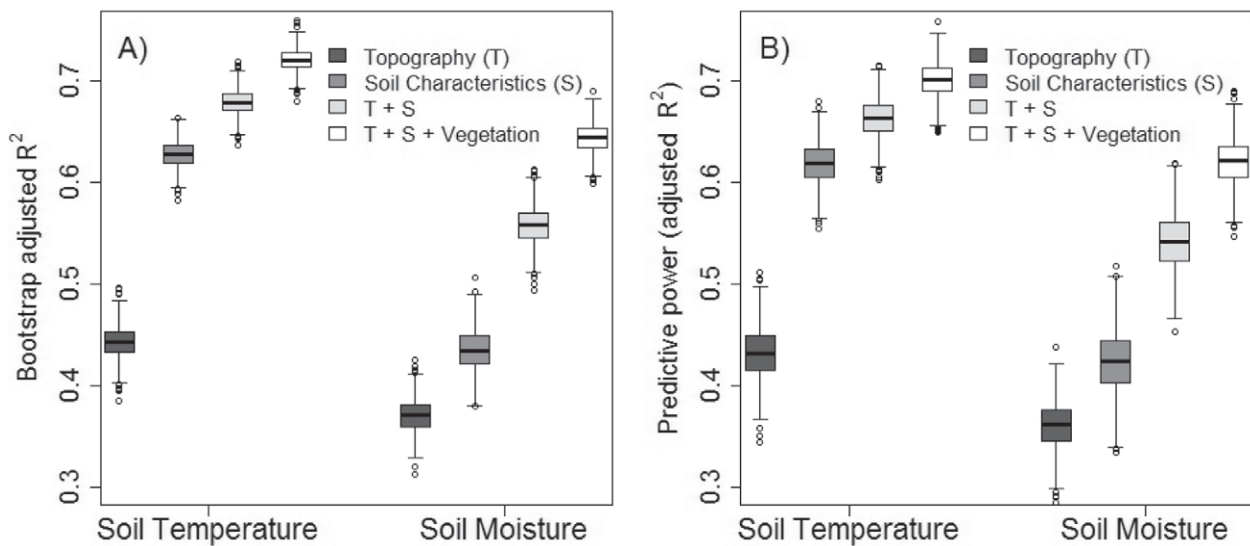 A)
Topography (T)
Soil Characteristics (S)
T + S
T + S + Vegetation
Bootstrap adjusted R²
0.7
0.6
0.5
0.4
0.3
Soil Temperature
Soil Moisture
B)
Topography (T)
Soil Characteristics (S)
T + S
T + S + Vegetation
Predictive power (adjusted R²)
0.7
0.6
0.5
0.4
0.3
Soil Temperature
Soil Moisture